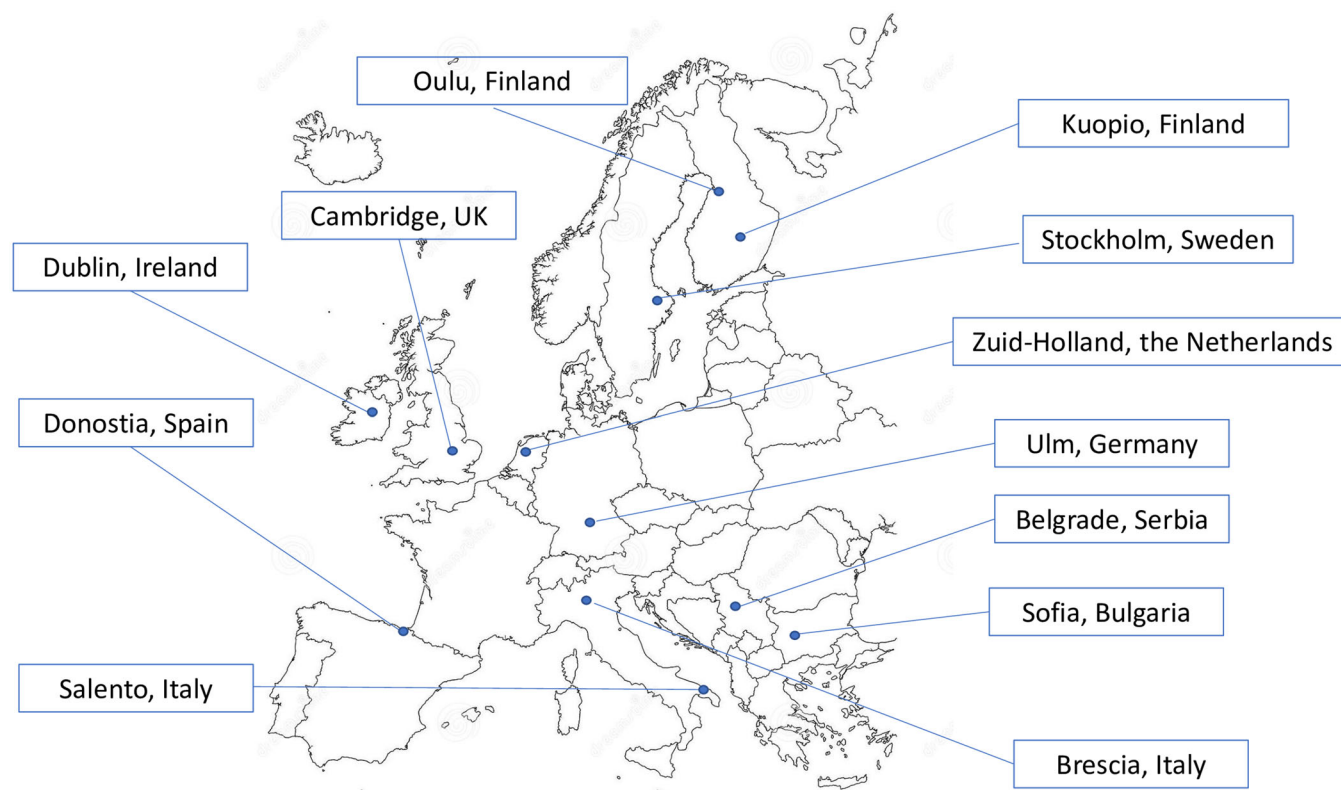 Oulu, Finland
Kuopio, Finland
Cambridge, UK
Stockholm, Sweden
Dublin, Ireland
Zuid-Holland, the Netherlands
Donostia, Spain
Ulm, Germany
Belgrade, Serbia
Sofia, Bulgaria
Salento, Italy
Brescia, Italy